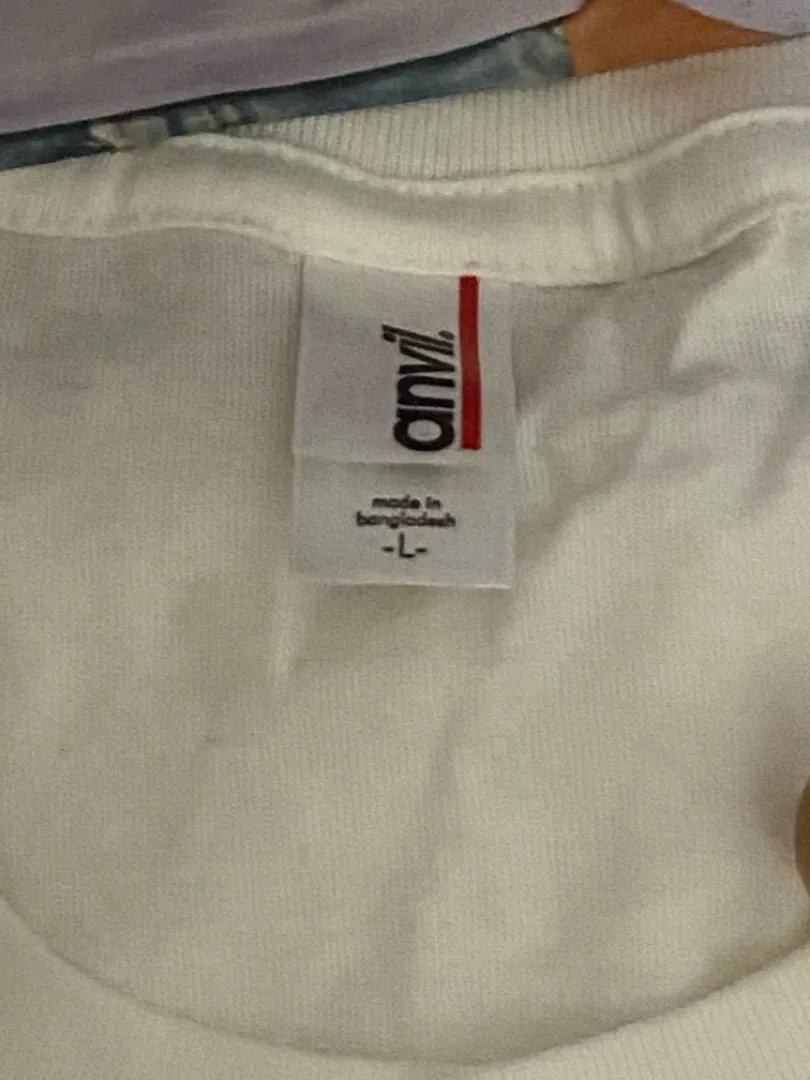 anvil.
made in
bangladesh
-L-